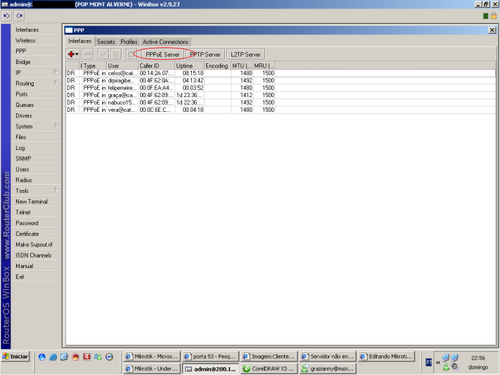 admin@ (POP MONT ALVERNE) - WinBox v2.9.27
Interfaces
Wireless
PPP
Bridge
IP
Routing
Ports
Queues
Drivers
System
Files
Log
SNMP
Users
Radius
Tools
New Terminal
Telnet
Password
Certificate
Make Supout.rif
ISDN Channels
Manual
Exit
RouterOS WinBox www.RouterClub.com
PPP
Interfaces Secrets Profiles Active Connections
PPPoE Server PPTP Server L2TP Server
Type User Caller ID Uptime Encoding MTU (... MRU (...
DR PPPoE in celso@cat... 00:14:2A:07:... 08:15:18 1480 1500
DR PPPoE in 00:4F:62:0A:... 04:13:42 1492 1500
DR PPPoE in 00:0F:EA:A4... 00:03:52 1480 1500
DR PPPoE in graça@cat... 00:4F:62:09:... 1d 23:36:... 1412 1500
DR PPPoE in nabuco15... 00:4F:62:09:... 1d 22:36:... 1492 1500
DR PPPoE in vera@cat... 00:0C:6E:C... 00:04:18 1480 1500
Iniciar
Mikrotik - Micros...
porta 53 - Pesq...
Imagem:Cliente...
Servidor não en...
Editando Mikroti...
Mikrotik - Under...
admin@200.1...
CorelDRAW X3 ...
grazianny@msn...
PT
22:56
domingo